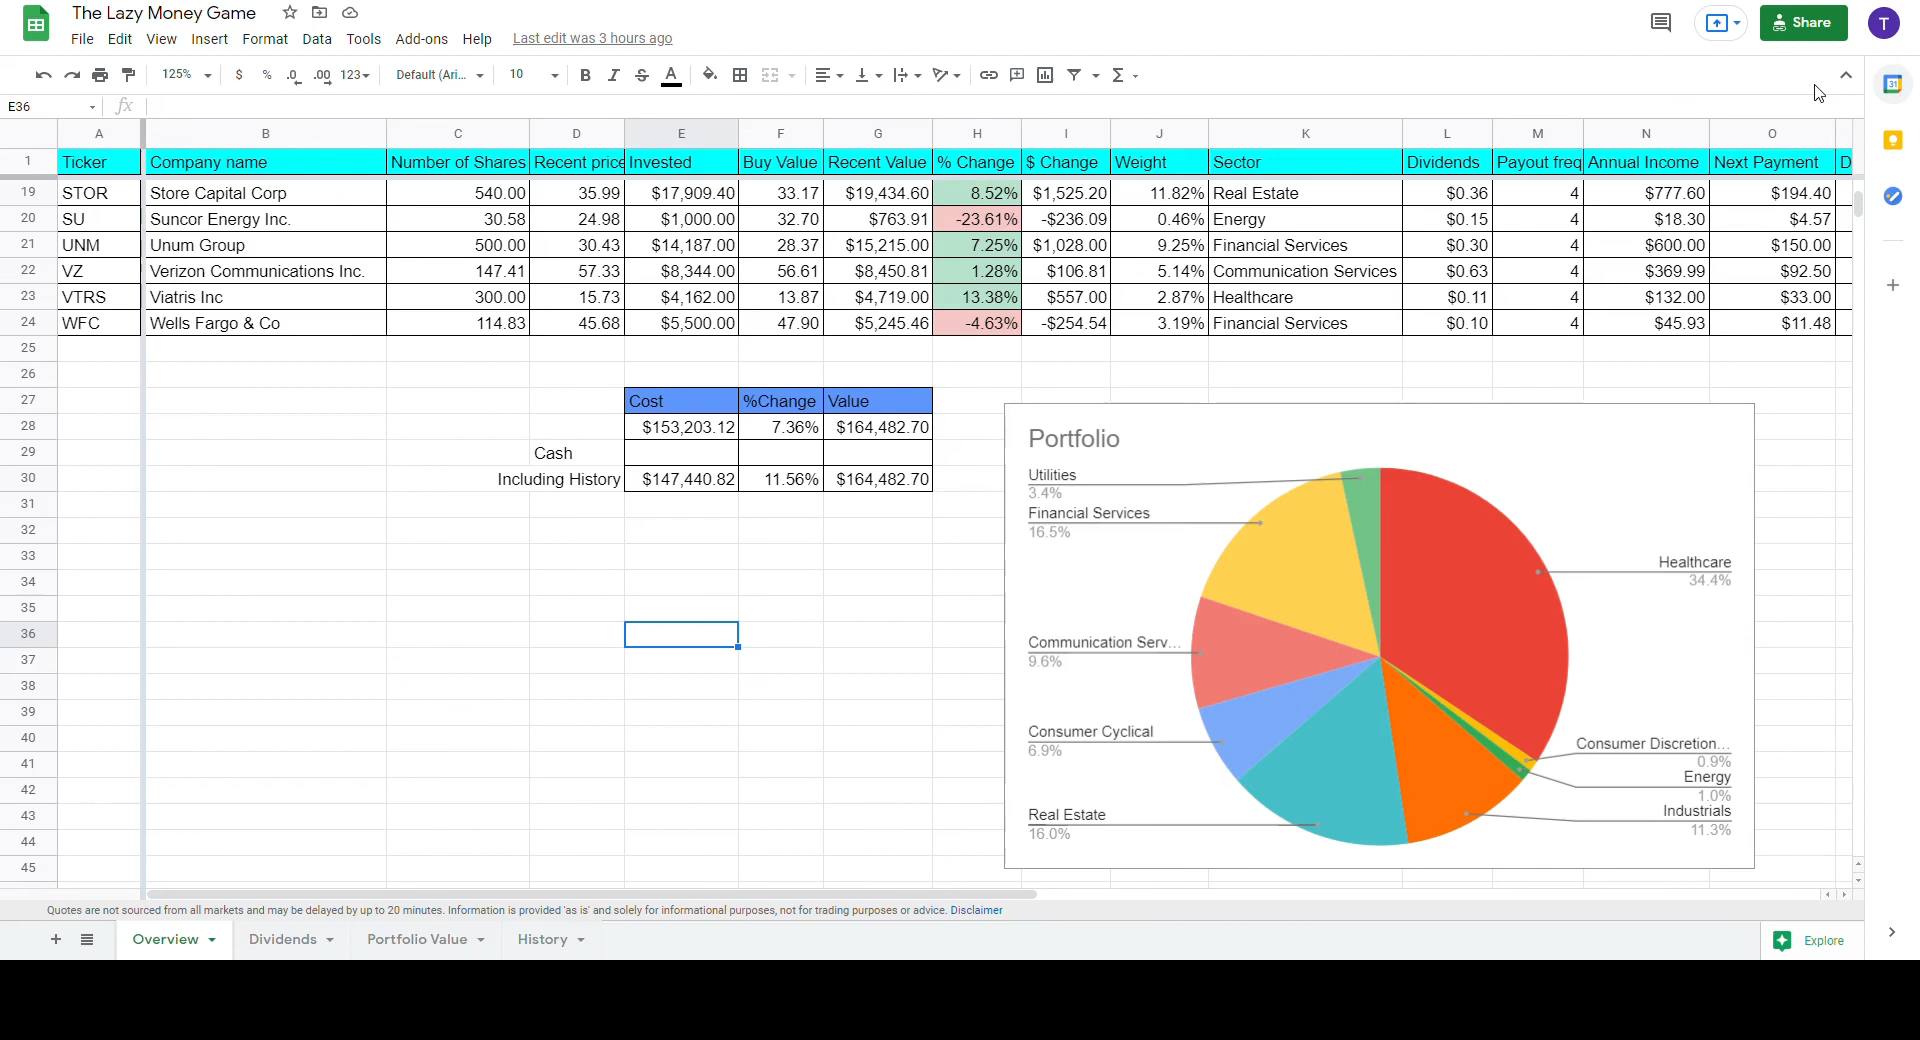 The Lazy Money Game
File Edit View Insert Format Data Tools Add-ons Help Last edit was 3 hours ago
Share
T
125% $ % .0 .00 123 Default (Ari... 10 B I S A
31
E36 fx
A B C D E F G H I J K L M N O
1 Ticker Company name Number of Shares Recent price Invested Buy Value Recent Value % Change $ Change Weight Sector Dividends Payout freq Annual Income Next Payment D
19 STOR Store Capital Corp 540.00 35.99 $17,909.40 33.17 $19,434.60 8.52% $1,525.20 11.82% Real Estate $0.36 4 $777.60 $194.40
20 SU Suncor Energy Inc. 30.58 24.98 $1,000.00 32.70 $763.91 -23.61% -$236.09 0.46% Energy $0.15 4 $18.30 $4.57
21 UNM Unum Group 500.00 30.43 $14,187.00 28.37 $15,215.00 7.25% $1,028.00 9.25% Financial Services $0.30 4 $600.00 $150.00
22 VZ Verizon Communications Inc. 147.41 57.33 $8,344.00 56.61 $8,450.81 1.28% $106.81 5.14% Communication Services $0.63 4 $369.99 $92.50
23 VTRS Viatris Inc 300.00 15.73 $4,162.00 13.87 $4,719.00 13.38% $557.00 2.87% Healthcare $0.11 4 $132.00 $33.00
24 WFC Wells Fargo & Co 114.83 45.68 $5,500.00 47.90 $5,245.46 -4.63% -$254.54 3.19% Financial Services $0.10 4 $45.93 $11.48
25
26
27 Cost %Change Value
28 $153,203.12 7.36% $164,482.70
29 Cash
30 Including History $147,440.82 11.56% $164,482.70
31
32
33
34
35
36
37
38
39
40
41
42
43
44
45
Portfolio
Utilities
3.4%
Financial Services
16.5%
Healthcare
34.4%
Communication Serv...
9.6%
Consumer Cyclical
6.9%
Consumer Discretion...
0.9%
Energy
1.0%
Industrials
11.3%
Real Estate
16.0%
Quotes are not sourced from all markets and may be delayed by up to 20 minutes. Information is provided 'as is' and solely for informational purposes, not for trading purposes or advice. Disclaimer
Overview Dividends Portfolio Value History
Explore